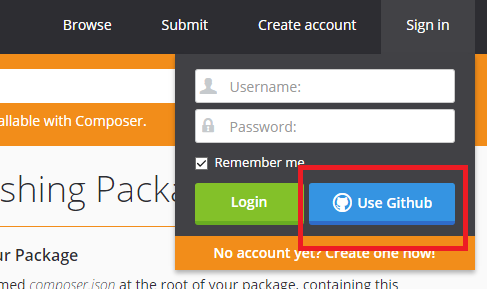 Browse Submit Create account Sign in
Username:
allable with Composer.
Password:
Remember me
shing Packa
Login Use Github
ur Package
No account yet? Create one now!
med composer.json at the root of your package, containing this